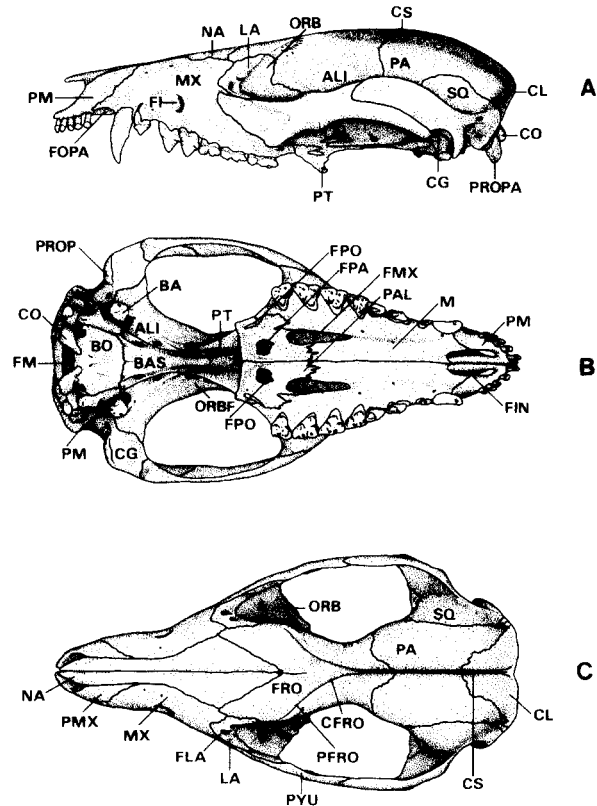 CS
ORB
LA
NA
MX
ALI
PA
SQ
PM
FI
CL
A
FOPA
CO
PT
CG
PROPA
PROP
FPO
FPA
FMX
BA
PAL
CO
PT
M
PM
ALI
BO
FM
BAS
B
ORBF
FPO
FIN
PM
CG
ORB
SQ
PA
C
FRO
NA
PMX
CFRO
CL
MX
FLA
PFRO
LA
CS
PYU